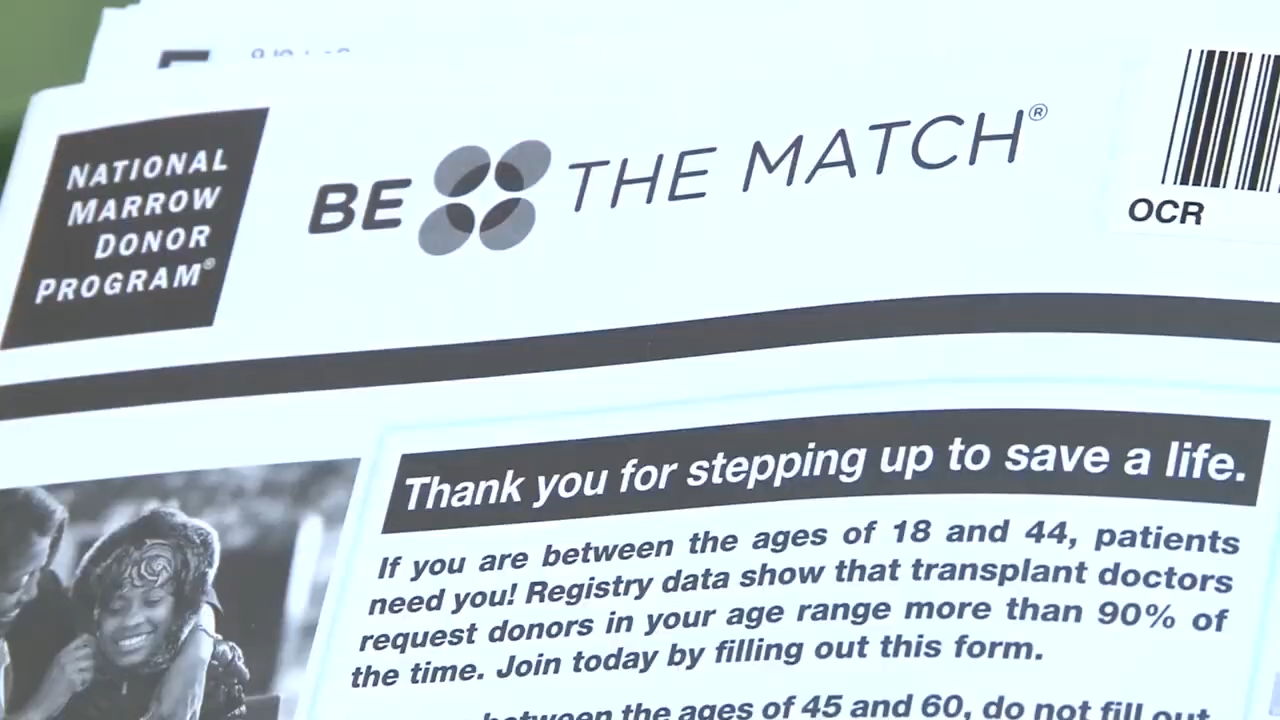 NATIONAL
MARROW
DONOR
PROGRAM®
BE THE MATCH®
OCR
Thank you for stepping up to save a life.
If you are between the ages of 18 and 44, patients
need you! Registry data show that transplant doctors
request donors in your age range more than 90% of
the time. Join today by filling out this form.
between the ages of 45 and 60, do not fill out